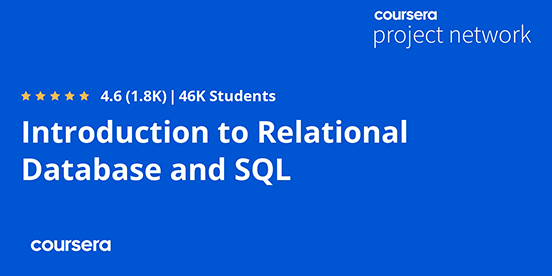 coursera
project network
4.6 (1.8K) | 46K Students
Introduction to Relational
Database and SQL
coursera